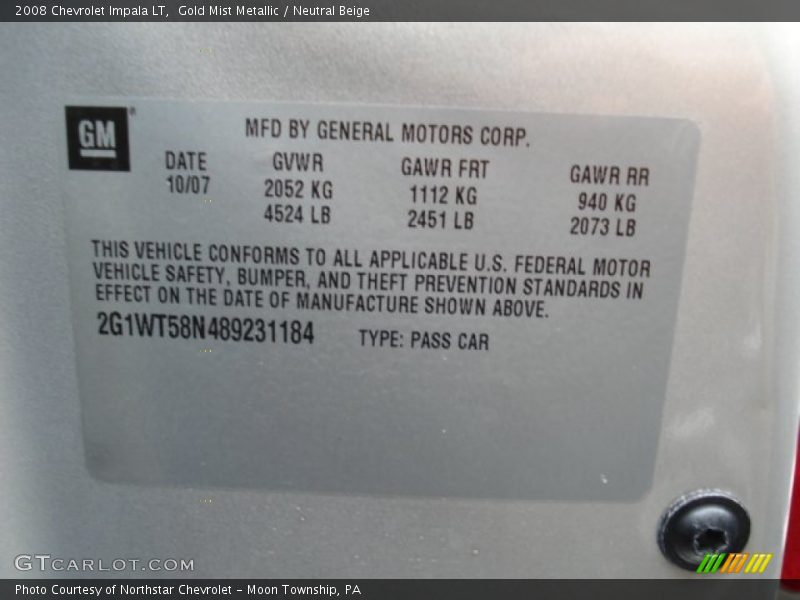 2008 Chevrolet Impala LT,  Gold Mist Metallic / Neutral Beige
GM
MFD BY GENERAL MOTORS CORP.
DATE GVWR GAWR FRT GAWR RR
10/07 2052 KG 1112 KG 940 KG
4524 LB 2451 LB 2073 LB
THIS VEHICLE CONFORMS TO ALL APPLICABLE U.S. FEDERAL MOTOR
VEHICLE SAFETY, BUMPER, AND THEFT PREVENTION STANDARDS IN
EFFECT ON THE DATE OF MANUFACTURE SHOWN ABOVE.
2G1WT58N489231184 TYPE: PASS CAR
GTCARLOT.COM
Photo Courtesy of Northstar Chevrolet - Moon Township, PA